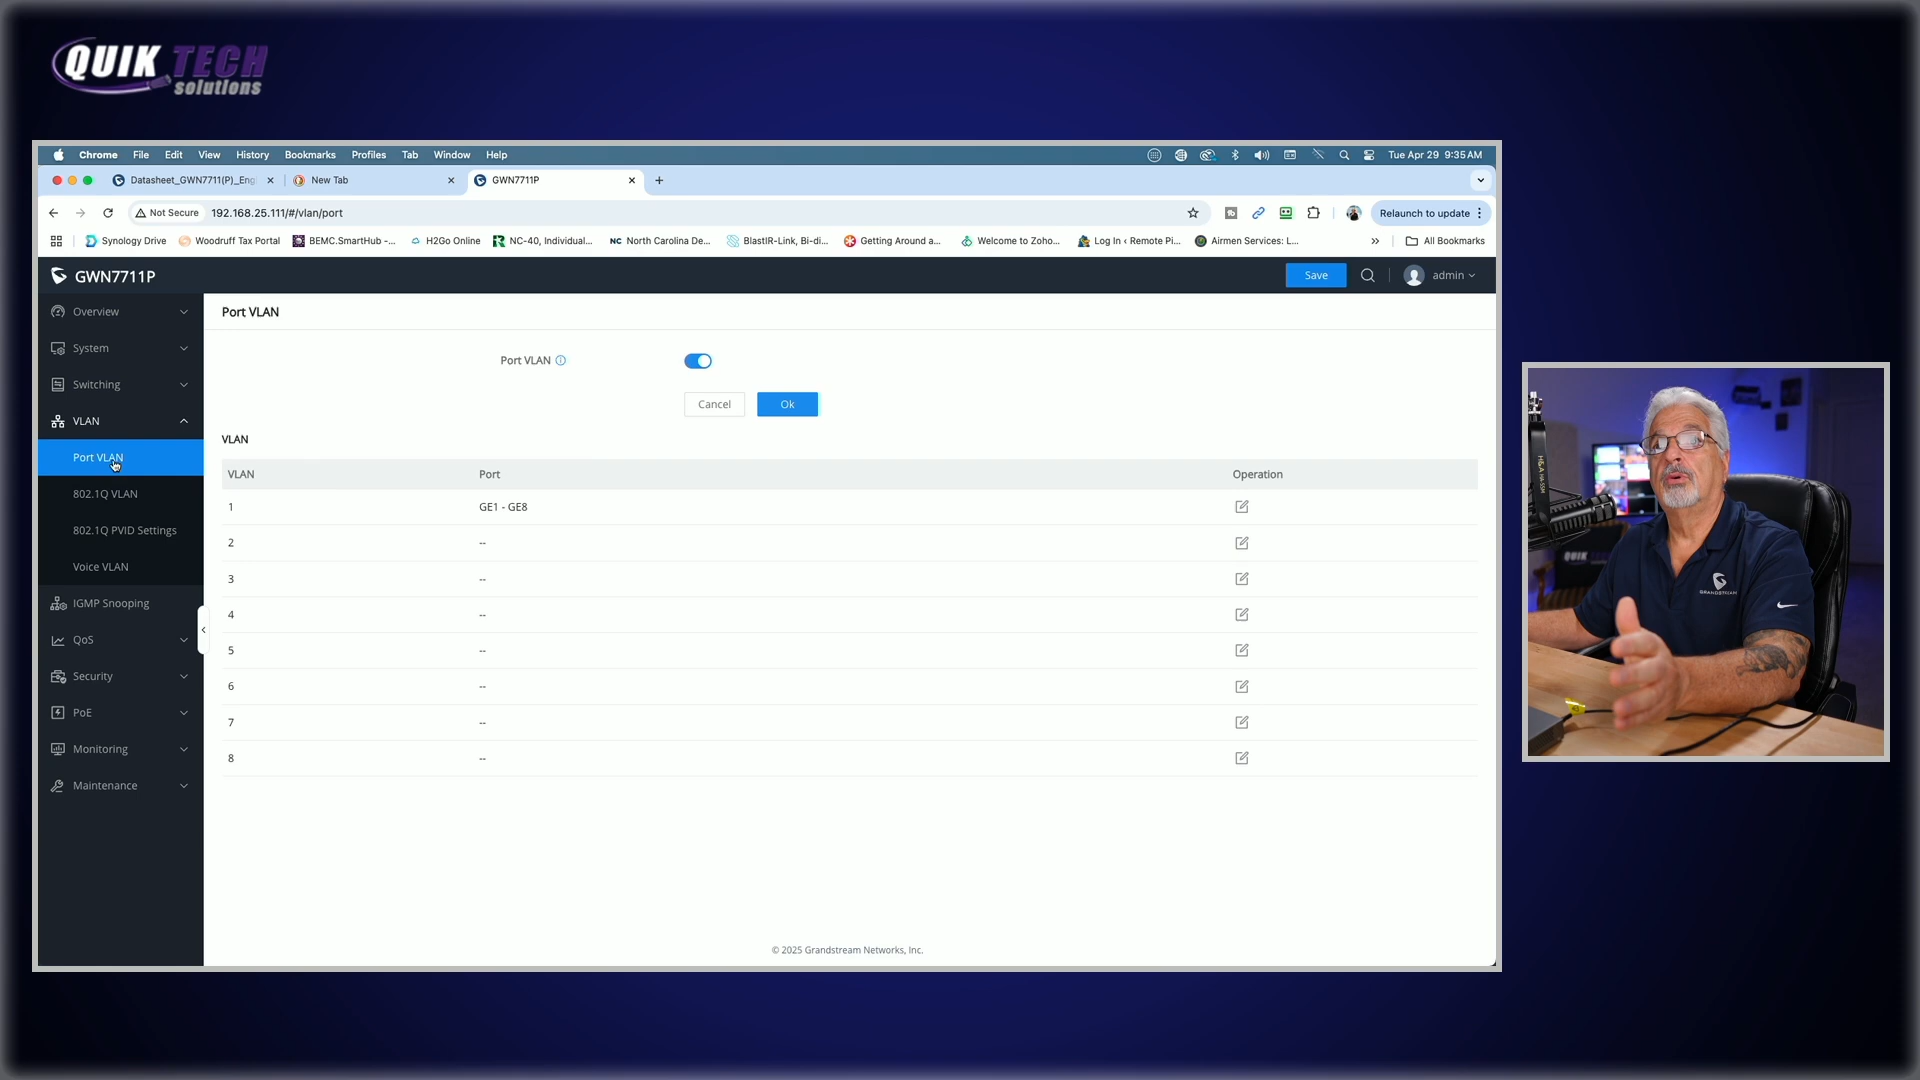 QUIK TECH
solutions
Chrome File Edit View History Bookmarks Profiles Tab Window Help
Tue Apr 29 9:35 AM
Datasheet_GWN7711(P)_Eng
New Tab
GWN7711P
Not Secure
192.168.25.111/#/vlan/port
Relaunch to update
Synology Drive
Woodruff Tax Portal
BEMC.SmartHub -...
H2Go Online
NC-40, Individual...
NC North Carolina De...
BlastIR-Link, Bi-di...
Getting Around a...
Welcome to Zoho...
Log In ‹ Remote Pi...
Airmen Services: L...
»
All Bookmarks
GWN7711P
Save
admin
Overview
System
Switching
VLAN
Port VLAN
802.1Q VLAN
802.1Q PVID Settings
Voice VLAN
IGMP Snooping
QoS
Security
PoE
Monitoring
Maintenance
Port VLAN
Port VLAN
Cancel
Ok
VLAN
VLAN Port Operation
1 GE1 - GE8
2 --
3 --
4 --
5 --
6 --
7 --
8 --
© 2025 Grandstream Networks, Inc.
QUIK TECH
GRANDSTREAM